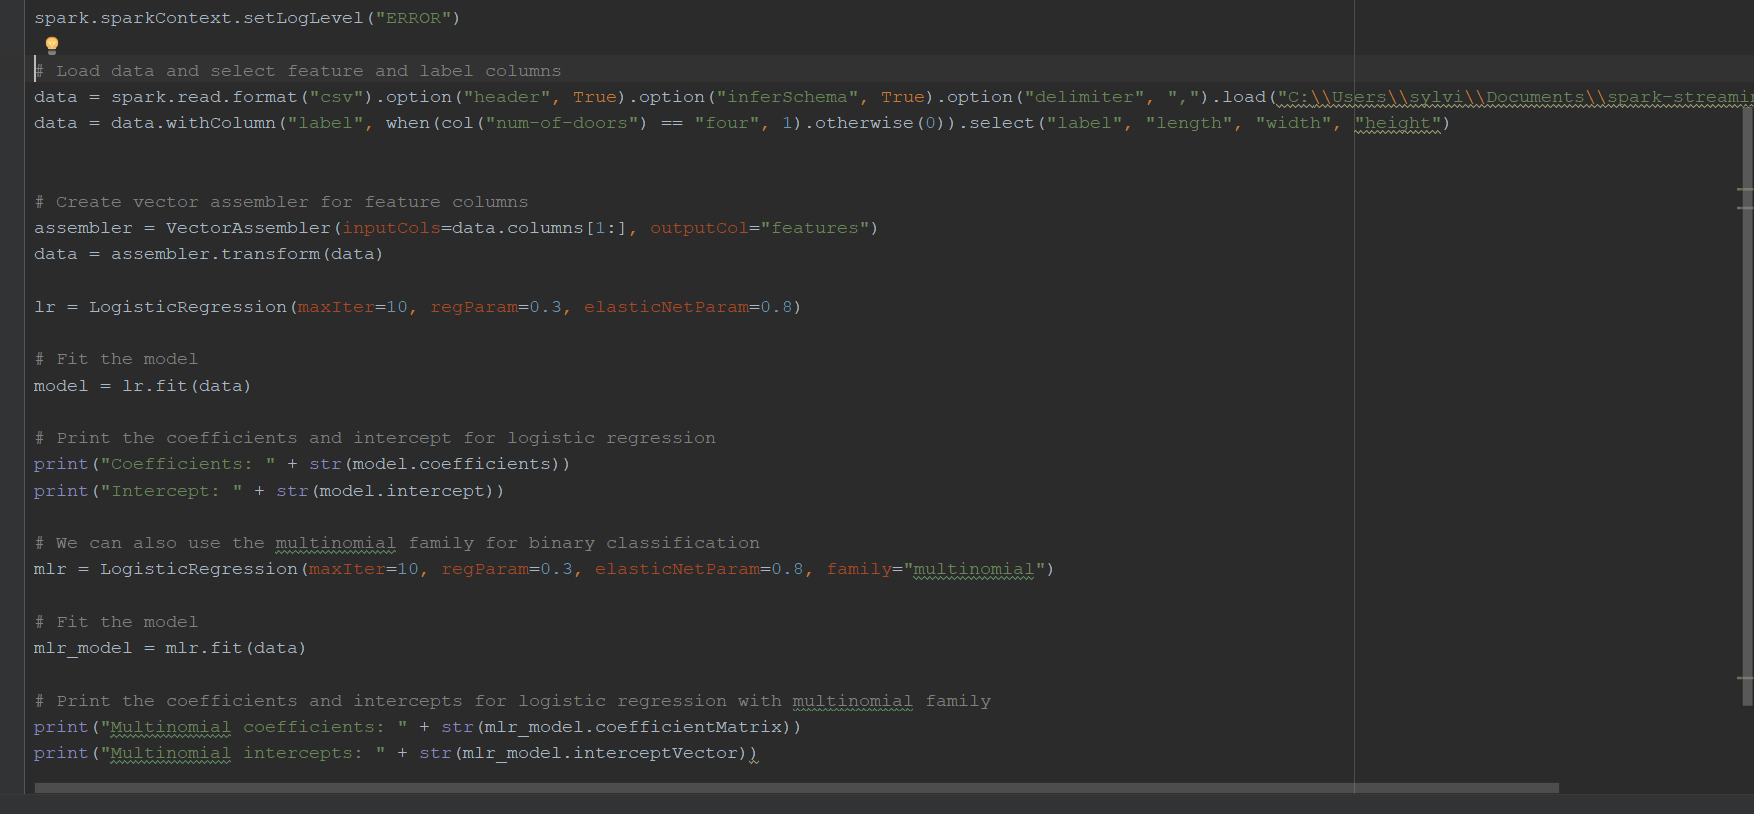 spark.sparkContext.setLogLevel("ERROR")
# Load data and select feature and label columns
data = spark.read.format("csv").option("header", True).option("inferSchema", True).option("delimiter", ",").load("C:\\Users\\sylvi\\Documents\\spark-streamin
data = data.withColumn("label", when(col("num-of-doors") == "four", 1).otherwise(0)).select("label", "length", "width", "height")
# Create vector assembler for feature columns
assembler = VectorAssembler(inputCols=data.columns[1:], outputCol="features")
data = assembler.transform(data)
lr = LogisticRegression(maxIter=10, regParam=0.3, elasticNetParam=0.8)
# Fit the model
model = lr.fit(data)
# Print the coefficients and intercept for logistic regression
print("Coefficients: " + str(model.coefficients))
print("Intercept: " + str(model.intercept))
# We can also use the multinomial family for binary classification
mlr = LogisticRegression(maxIter=10, regParam=0.3, elasticNetParam=0.8, family="multinomial")
# Fit the model
mlr_model = mlr.fit(data)
# Print the coefficients and intercepts for logistic regression with multinomial family
print("Multinomial coefficients: " + str(mlr_model.coefficientMatrix))
print("Multinomial intercepts: " + str(mlr_model.interceptVector))